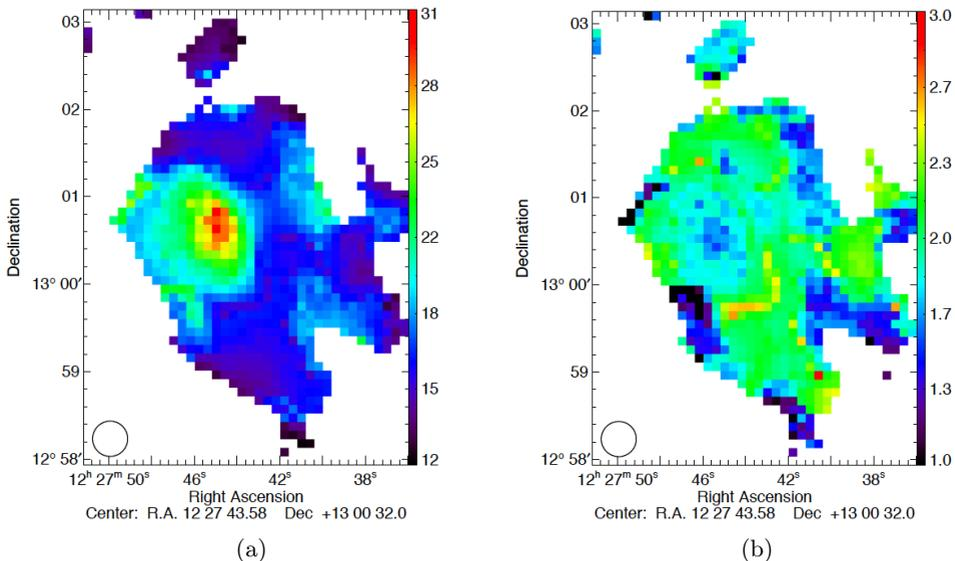 03
02
01
13° 00′
59
12° 58′
Declination
12ʰ 27ᵐ 50ˢ 46ˢ 42ˢ 38ˢ
Right Ascension
Center: R.A. 12 27 43.58 Dec +13 00 32.0
31
28
25
22
18
15
12
(a)
03
02
01
13° 00′
59
12° 58′
Declination
12ʰ 27ᵐ 50ˢ 46ˢ 42ˢ 38ˢ
Right Ascension
Center: R.A. 12 27 43.58 Dec +13 00 32.0
3.0
2.7
2.3
2.0
1.7
1.3
1.0
(b)